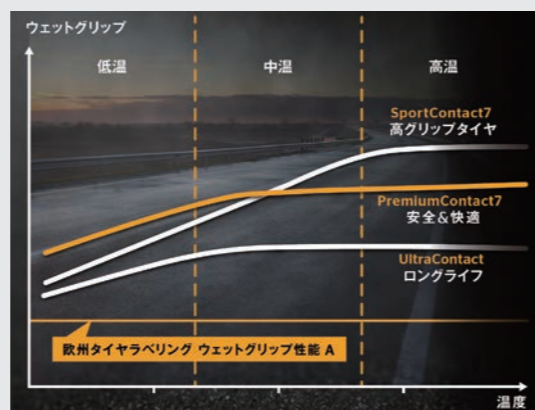 ウェットグリップ
低温
中温
高温
SportContact7
高グリップタイヤ
PremiumContact7
安全&快適
UltraContact
ロングライフ
欧州タイヤラベリング ウェットグリップ性能 A
温度